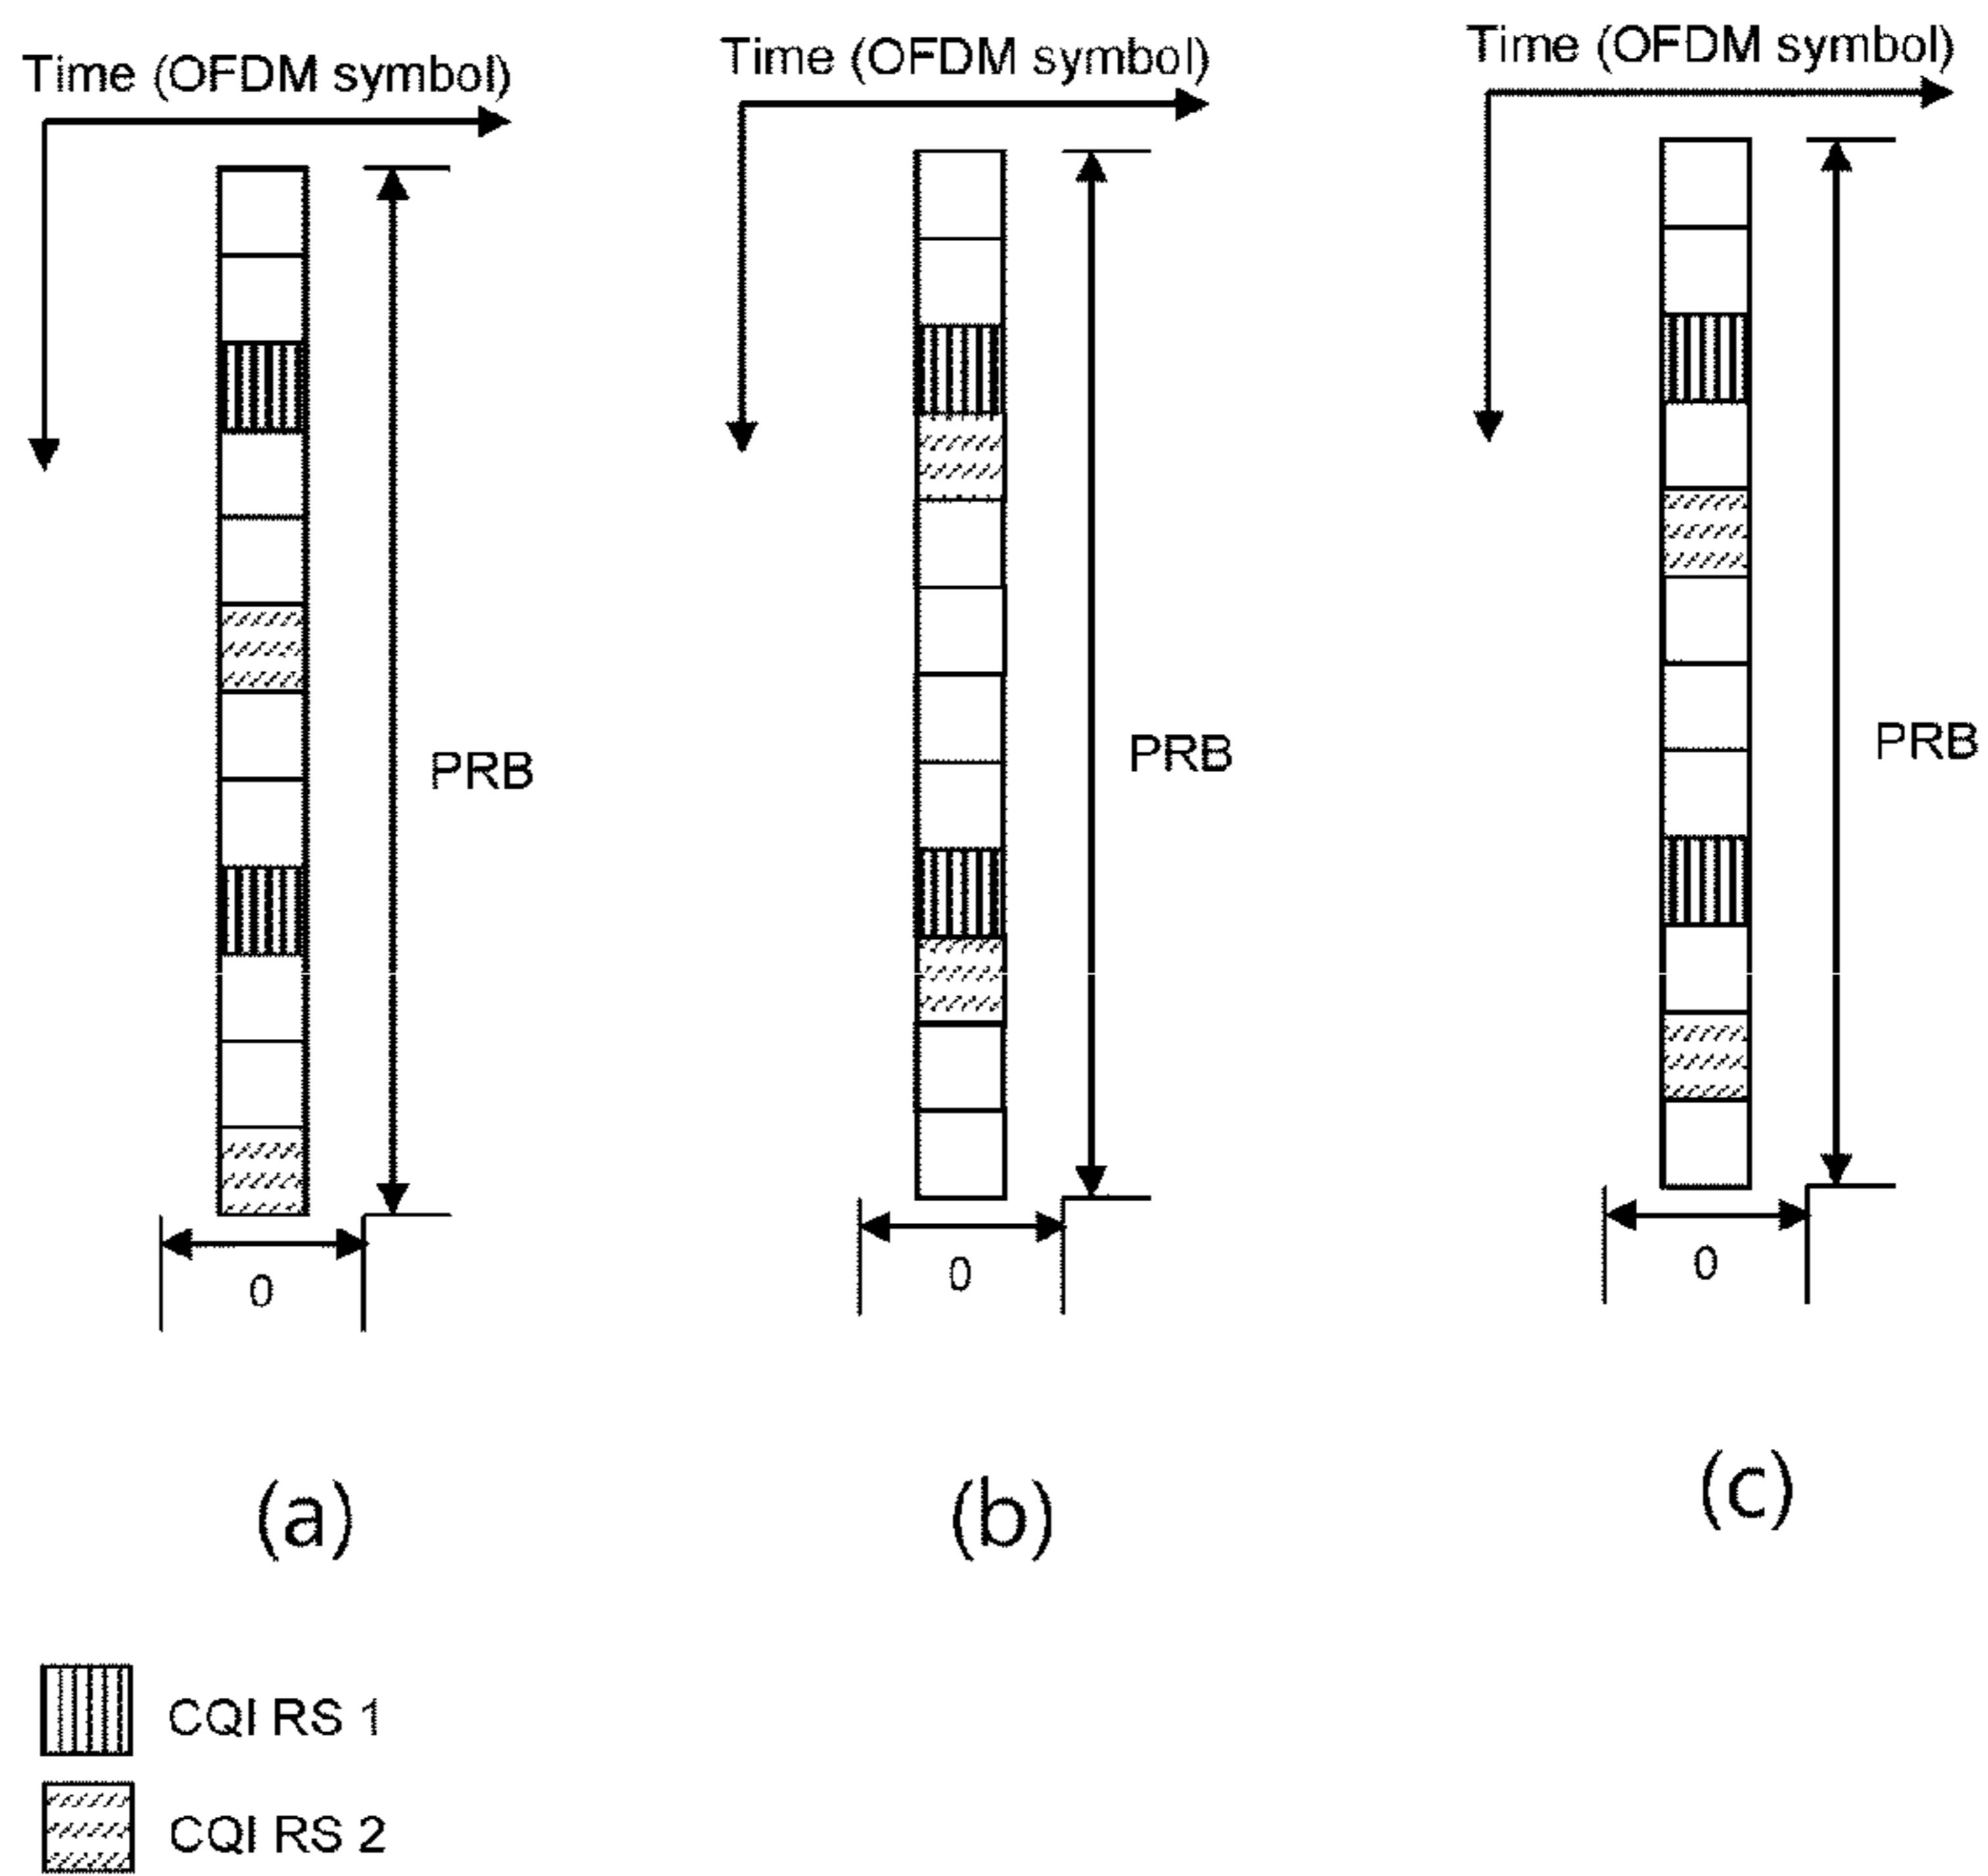 Time (OFDM symbol)
Time (OFDM symbol)
Time (OFDM symbol)
PRB
PRB
PRB
0
0
0
(a)
(b)
(c)
CQI RS 1
CQI RS 2